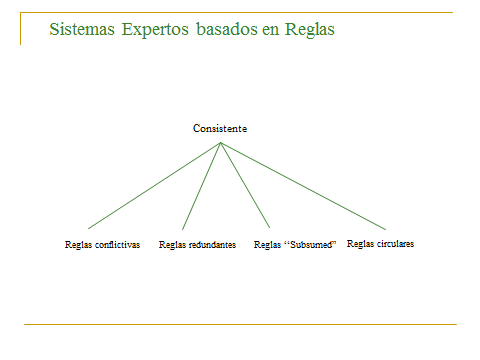 Sistemas Expertos basados en Reglas
Consistente
Reglas conflictivas Reglas redundantes Reglas “Subsumed” Reglas circulares